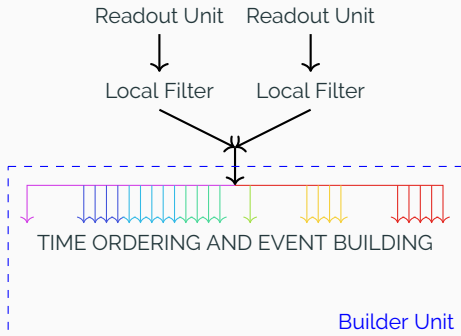 Readout Unit Readout Unit
Local Filter Local Filter
TIME ORDERING AND EVENT BUILDING
Builder Unit